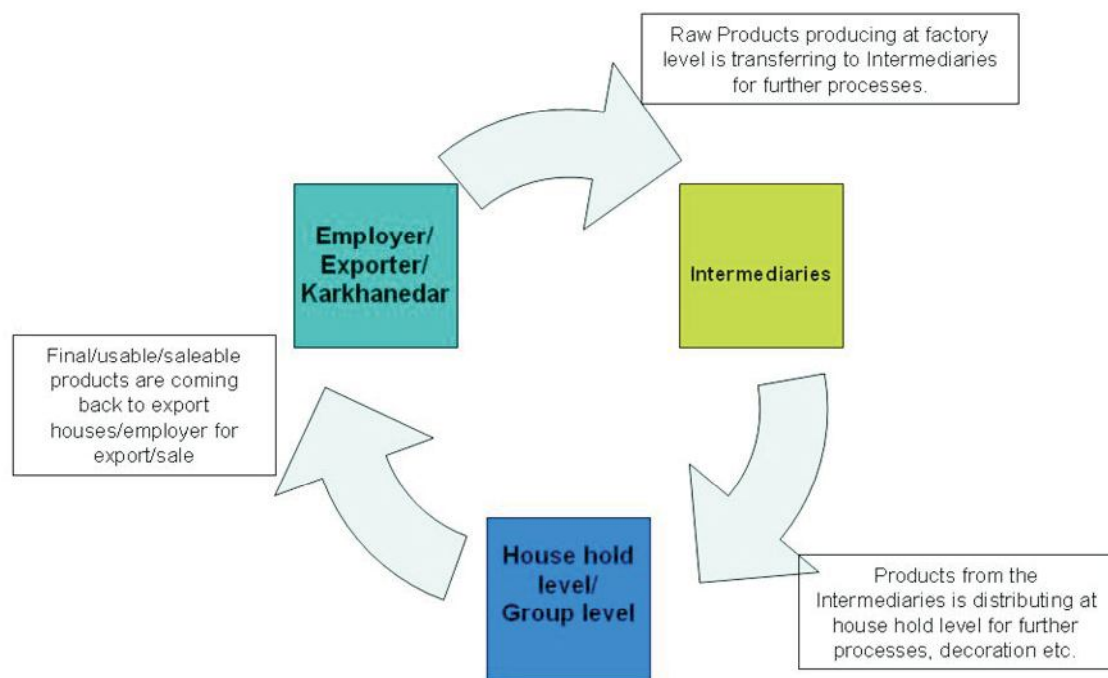 Raw Products producing at factory
level is transferring to Intermediaries
for further processes.
Employer/
Exporter/
Karkhanedar
Intermediaries
Final/usable/saleable
products are coming
back to export
houses/employer for
export/sale
House hold
level/
Group level
Products from the
Intermediaries is distributing at
house hold level for further
processes, decoration etc.